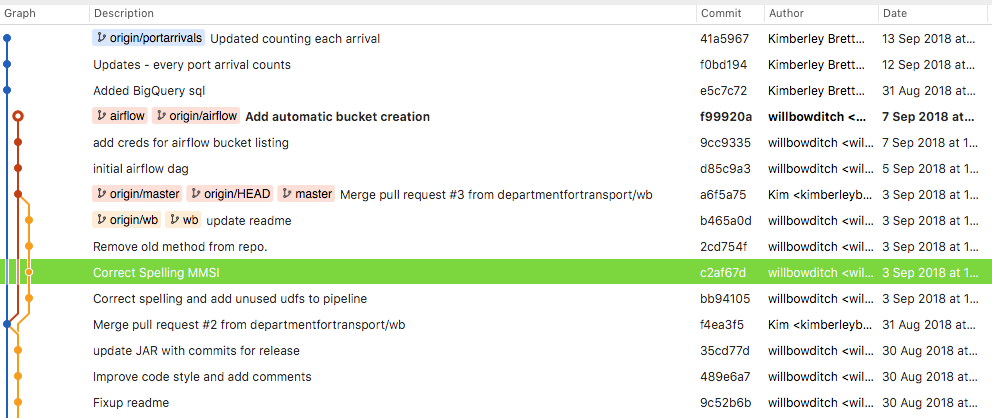 Graph Description Commit Author Date
origin/portarrivals Updated counting each arrival 41a5967 Kimberley Brett... 13 Sep 2018 at...
Updates - every port arrival counts f0bd194 Kimberley Brett... 12 Sep 2018 at...
Added BigQuery sql e5c7c72 Kimberley Brett... 31 Aug 2018 at...
airflow origin/airflow Add automatic bucket creation f99920a willbowditch <... 7 Sep 2018 at...
add creds for airflow bucket listing 9cc9335 willbowditch <wil... 7 Sep 2018 at 1...
initial airflow dag d85c9a3 willbowditch <wil... 5 Sep 2018 at 1...
origin/master origin/HEAD master Merge pull request #3 from departmentfortransport/wb a6f5a75 Kim <kimberleyb... 3 Sep 2018 at 1...
origin/wb wb update readme b465a0d willbowditch <wil... 3 Sep 2018 at 1...
Remove old method from repo. 2cd754f willbowditch <wil... 3 Sep 2018 at 1...
Correct Spelling MMSI c2af67d willbowditch <wil... 3 Sep 2018 at 1...
Correct spelling and add unused udfs to pipeline bb94105 willbowditch <wil... 3 Sep 2018 at 1...
Merge pull request #2 from departmentfortransport/wb f4ea3f5 Kim <kimberleyb... 31 Aug 2018 at...
update JAR with commits for release 35cd77d willbowditch <wil... 30 Aug 2018 at...
Improve code style and add comments 489e6a7 willbowditch <wil... 30 Aug 2018 at...
Fixup readme 9c52b6b willbowditch <wil... 30 Aug 2018 at...